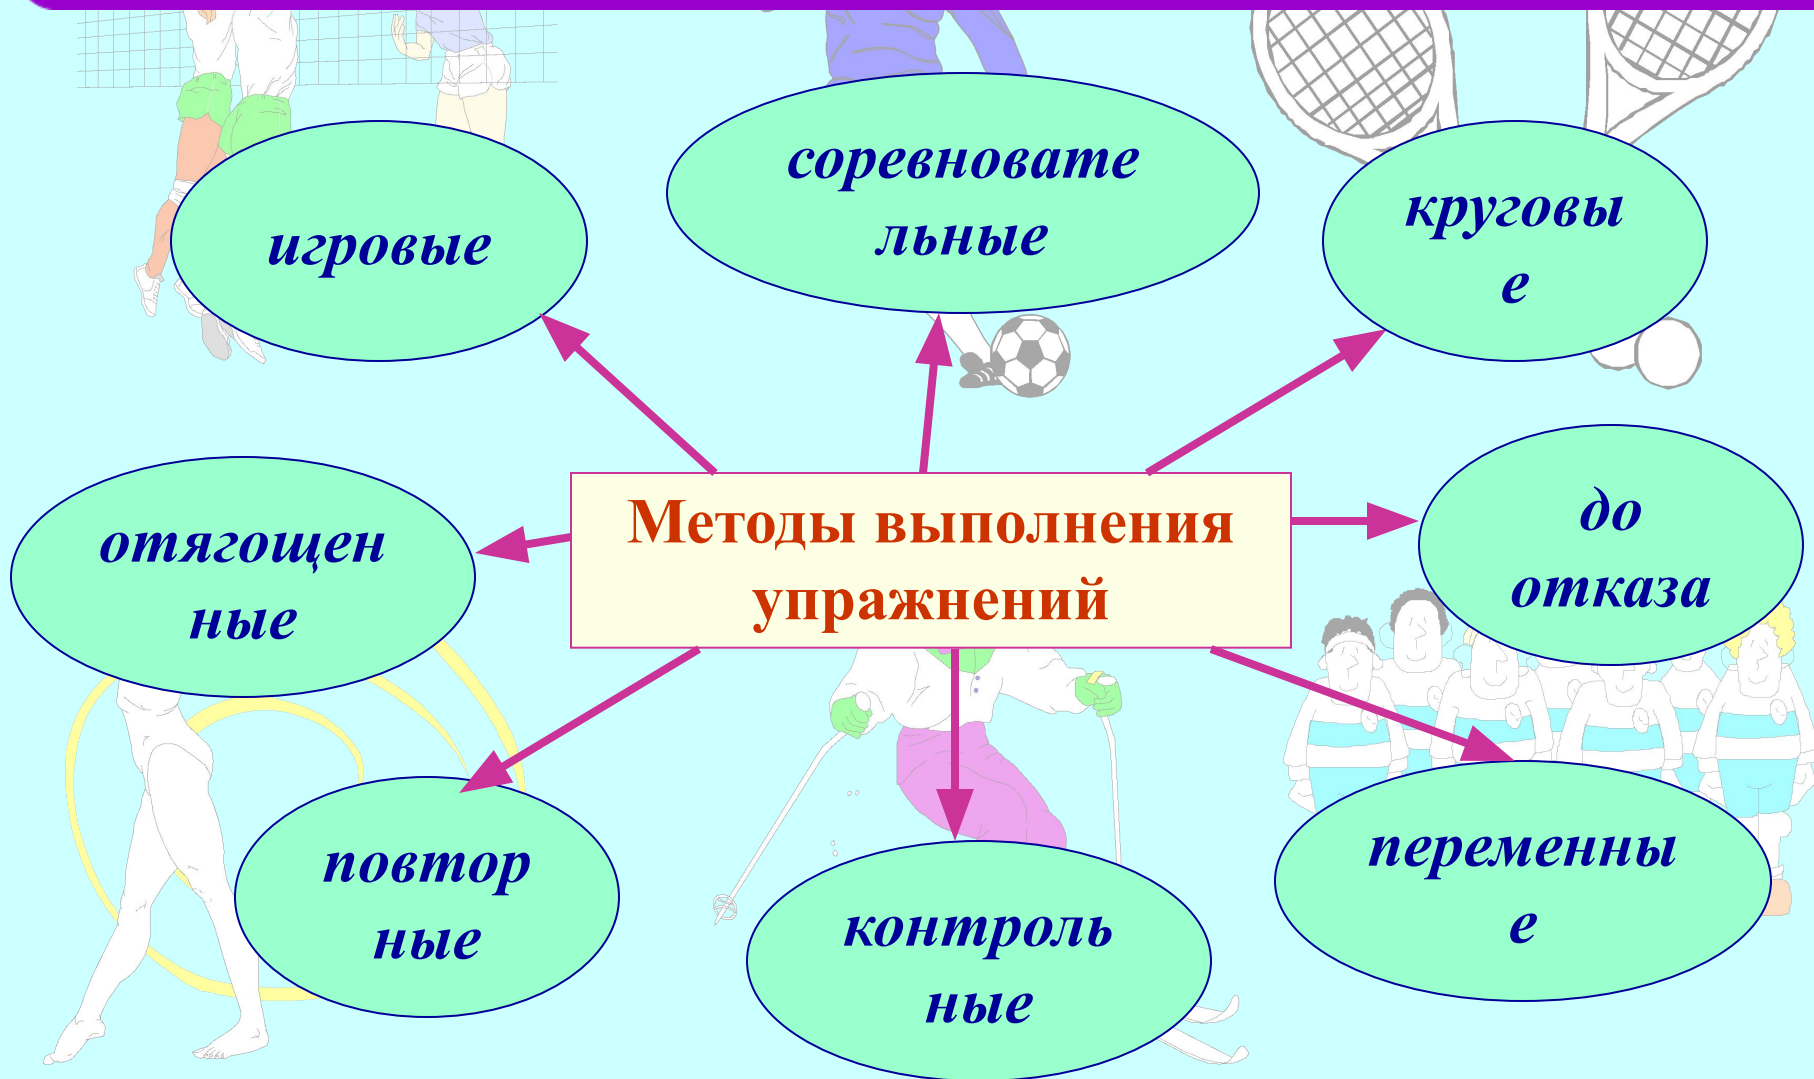 соревновате
льные
игровые
круговы
е
Методы выполнения
упражнений
до
отказа
отягощен
ные
повтор
ные
контроль
ные
переменны
е